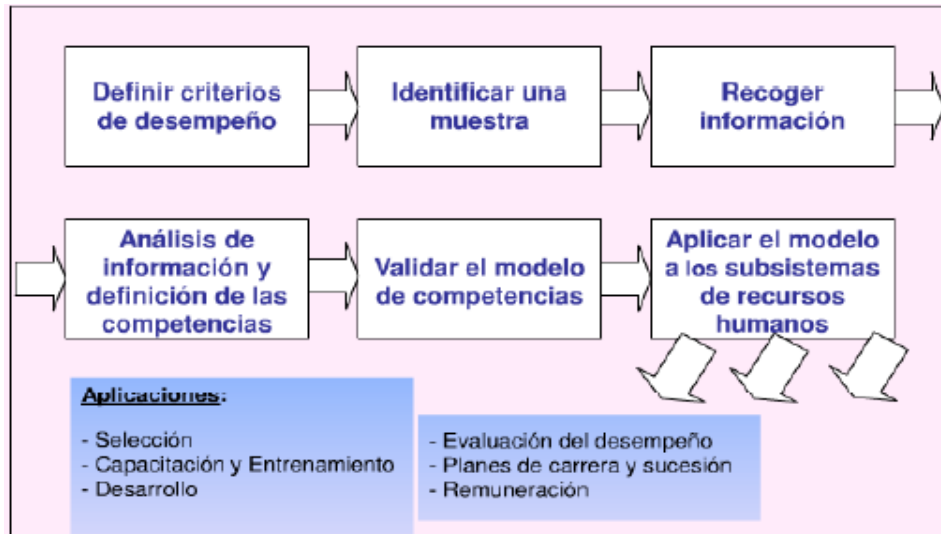 Definir criterios
de desempeño
Identificar una
muestra
Recoger
información
Análisis de
información y
definición de las
competencias
Validar el modelo
de competencias
Aplicar el modelo
a los subsistemas
de recursos
humanos
Aplicaciones:
- Selección
- Capacitación y Entrenamiento
- Desarrollo
- Evaluación del desempeño
- Planes de carrera y sucesión
- Remuneración